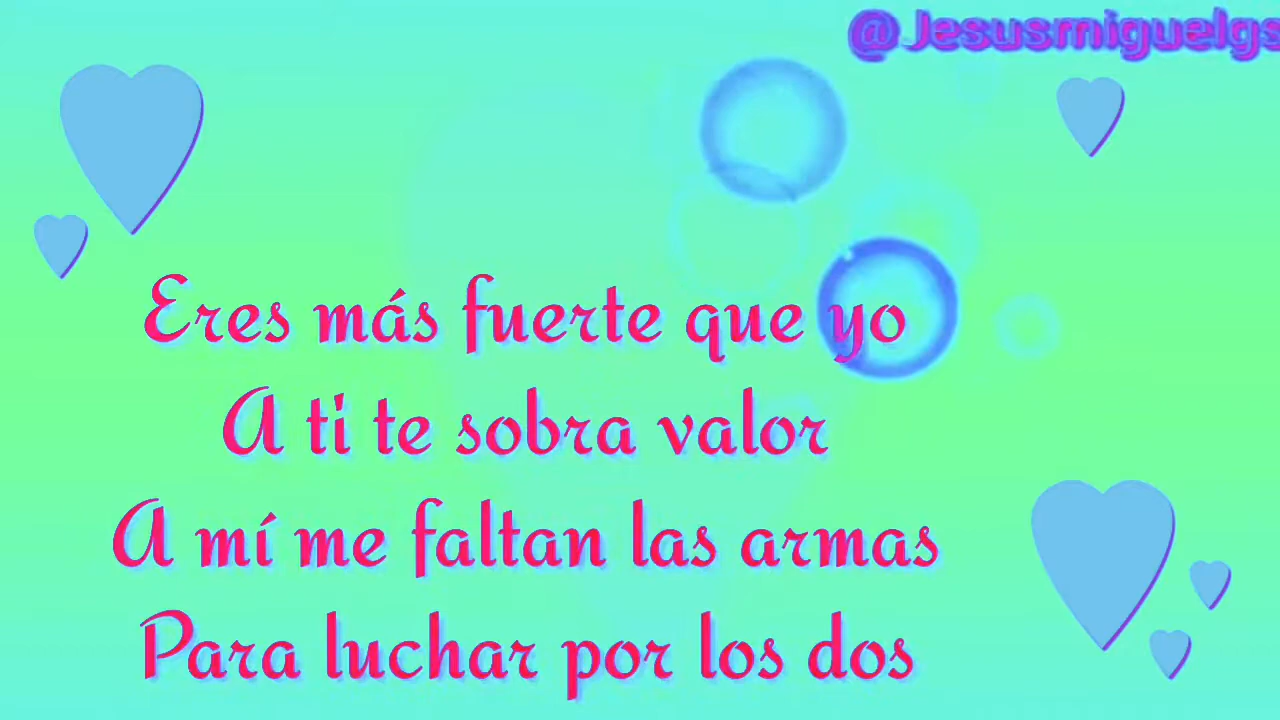 @Jesusmiguelgs
Eres más fuerte que yo
A ti te sobra valor
A mí me faltan las armas
Para luchar por los dos